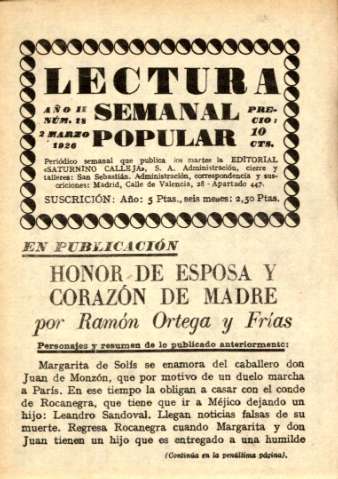 LECTURA
AÑO II SEMANAL PRE-
NÚM. 18 CIO:
2 MARZO POPULAR 10
1926 CTS.
Periódico semanal que publica los martes la EDITORIAL
«SATURNINO CALLEJA», S. A. Administración, cierre y
talleres: San Sebastián. Administración, correspondencia y sus-
criciones: Madrid, Calle de Valencia, 28 - Apartado 447.
SUSCRICIÓN: Año: 5 Ptas., seis meses: 2,50 Ptas.
EN PUBLICACIÓN
HONOR DE ESPOSA Y
CORAZÓN DE MADRE
por Ramón Ortega y Frías
Personajes y resumen de lo publicado anteriormente:
Margarita de Solís se enamora del caballero don
Juan de Monzón, que por motivo de un duelo marcha
a París. En ese tiempo la obligan a casar con el conde
de Rocanegra, que tiene que ir a Méjico dejando un
hijo: Leandro Sandoval. Llegan noticias falsas de su
muerte. Regresa Rocanegra cuando Margarita y don
Juan tienen un hijo que es entregado a una humilde
(Continúa en la penúltima página).